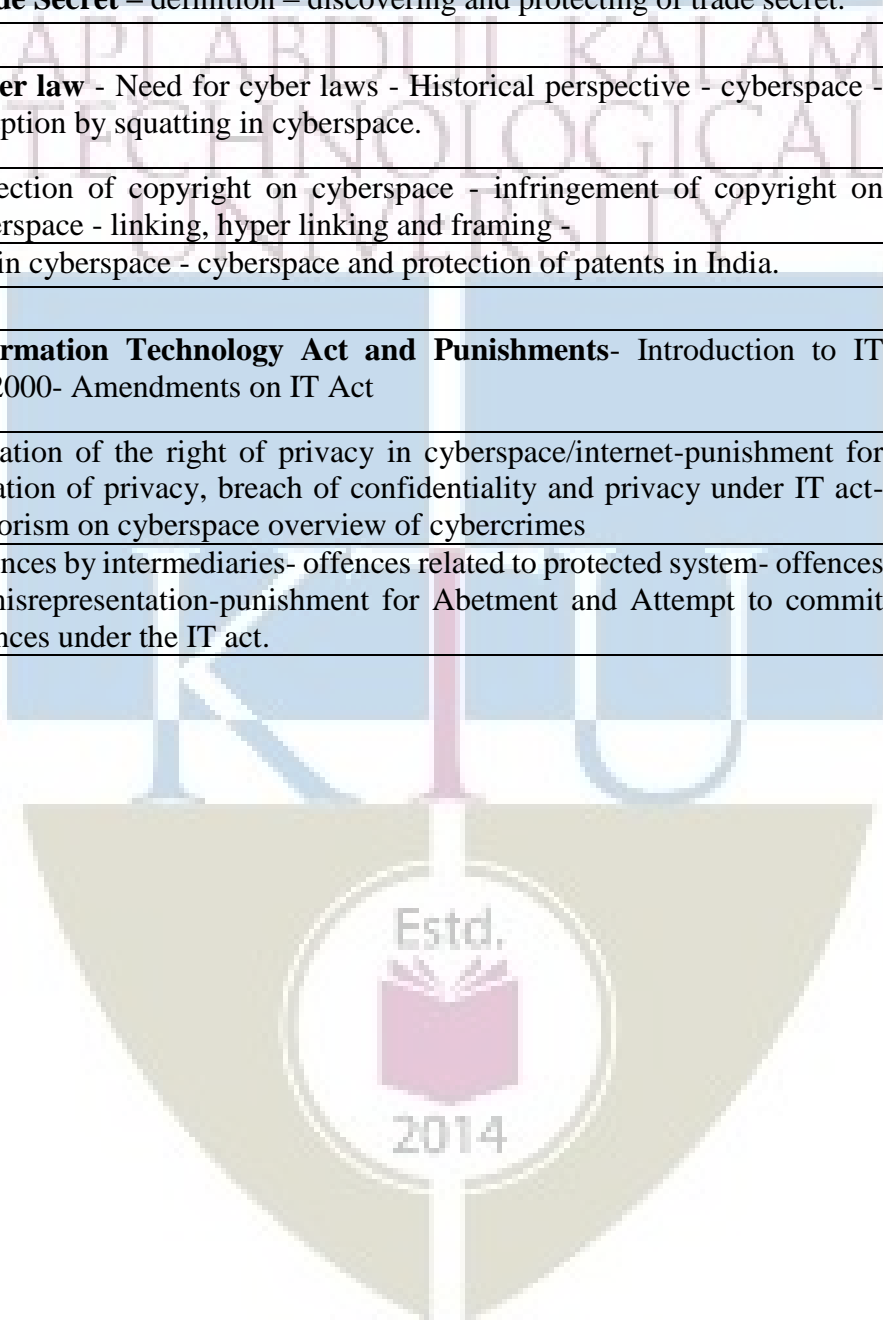 de Secret – definition – discovering and protecting of trade secret.
API ABDUL KALAM
er law - Need for cyber laws - Historical perspective - cyberspace -
ption by squatting in cyberspace.
TECHNOLOGICAL
ection of copyright on cyberspace - infringement of copyright on
erspace - linking, hyper linking and framing -
UNIVERSITY
in cyberspace - cyberspace and protection of patents in India.
ormation Technology Act and Punishments- Introduction to IT
2000- Amendments on IT Act
ation of the right of privacy in cyberspace/internet-punishment for
ation of privacy, breach of confidentiality and privacy under IT act-
orism on cyberspace overview of cybercrimes
nces by intermediaries- offences related to protected system- offences
nisrepresentation-punishment for Abetment and Attempt to commit
nces under the IT act.
KTU
Estd.
2014